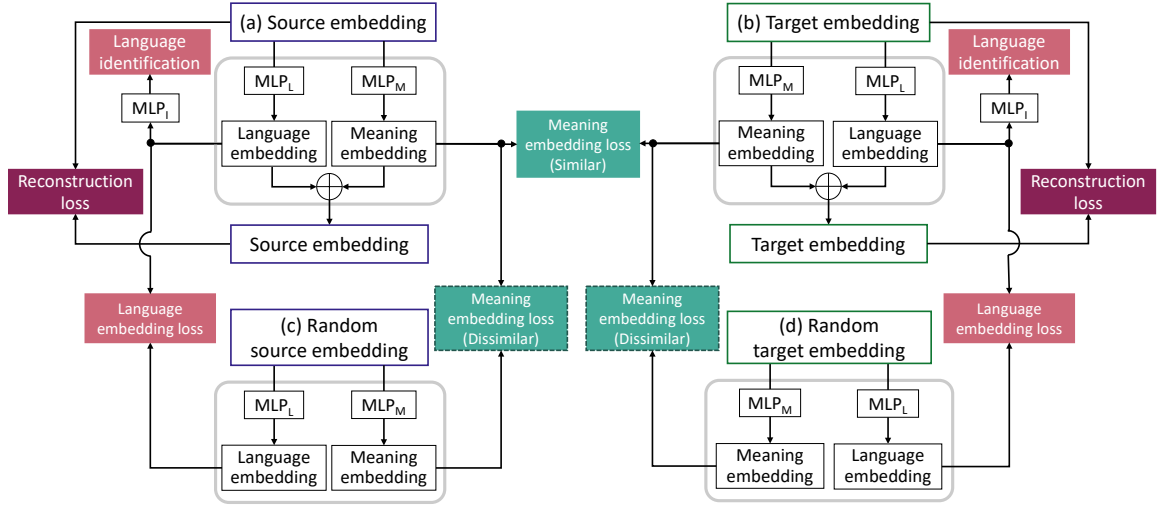 (a) Source embedding
(b) Target embedding
Language
identification
Language
identification
MLP_L
MLP_M
MLP_M
MLP_L
MLP_I
MLP_I
Language
embedding
Meaning
embedding
Meaning
embedding loss
(Similar)
Meaning
embedding
Language
embedding
Reconstruction
loss
Reconstruction
loss
Source embedding
Target embedding
Language
embedding loss
(c) Random
source embedding
Meaning
embedding loss
(Dissimilar)
Meaning
embedding loss
(Dissimilar)
(d) Random
target embedding
Language
embedding loss
MLP_L
MLP_M
MLP_M
MLP_L
Language
embedding
Meaning
embedding
Meaning
embedding
Language
embedding